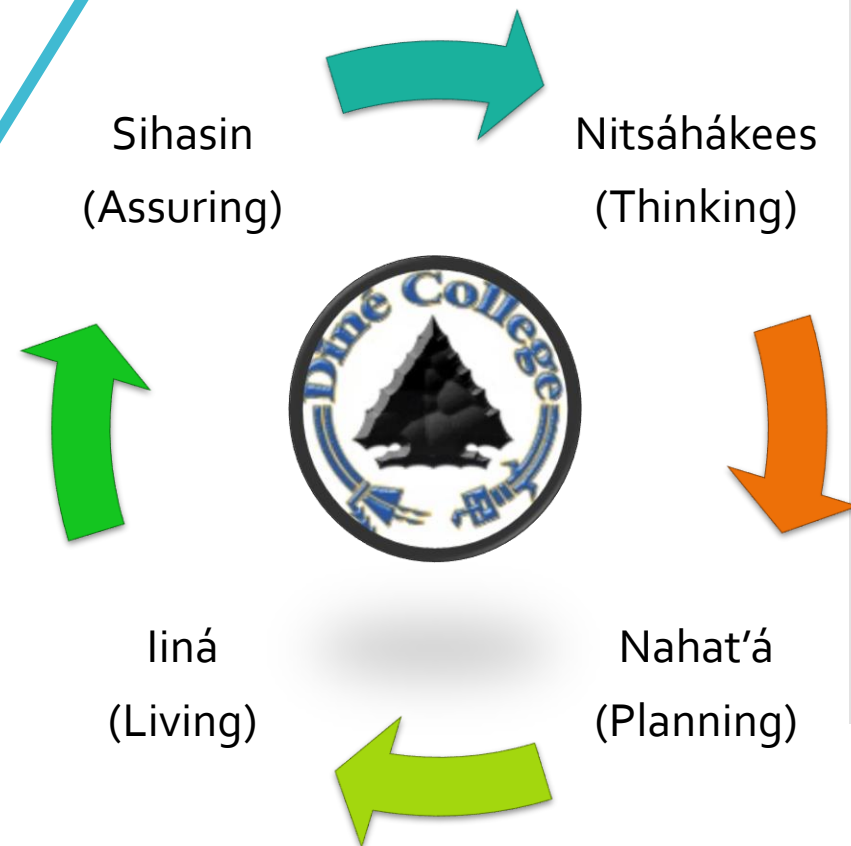 Sihasin
(Assuring)
Nitsáhákees
(Thinking)
Diné College
Iiná
(Living)
Nahat’á
(Planning)